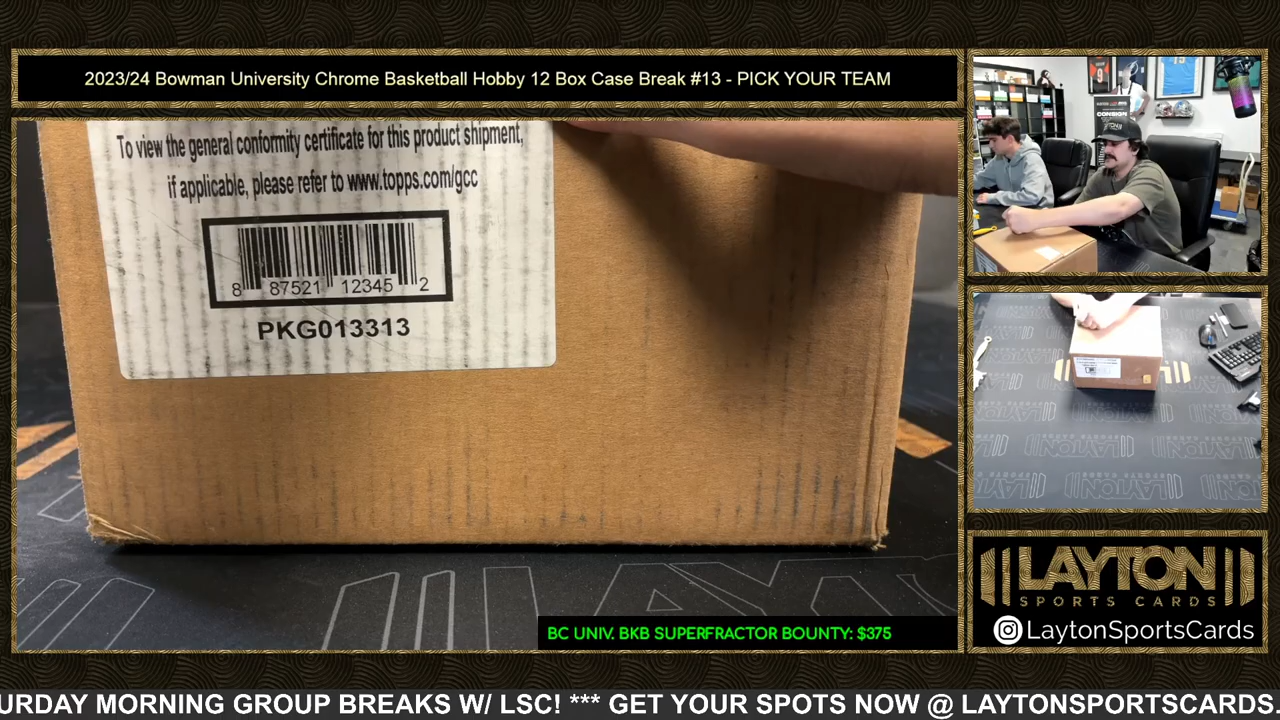 2023/24 Bowman University Chrome Basketball Hobby 12 Box Case Break #13 - PICK YOUR TEAM
To view the general conformity certificate for this product shipment,
if applicable, please refer to www.topps.com/gcc
8 87521 12345 2
PKG013313
CONSIGN
BC UNIV. BKB SUPERFRACTOR BOUNTY: $375
LAYTON
SPORTS CARDS
LaytonSportsCards
URDAY MORNING GROUP BREAKS W/ LSC! *** GET YOUR SPOTS NOW @ LAYTONSPORTSCARDS.